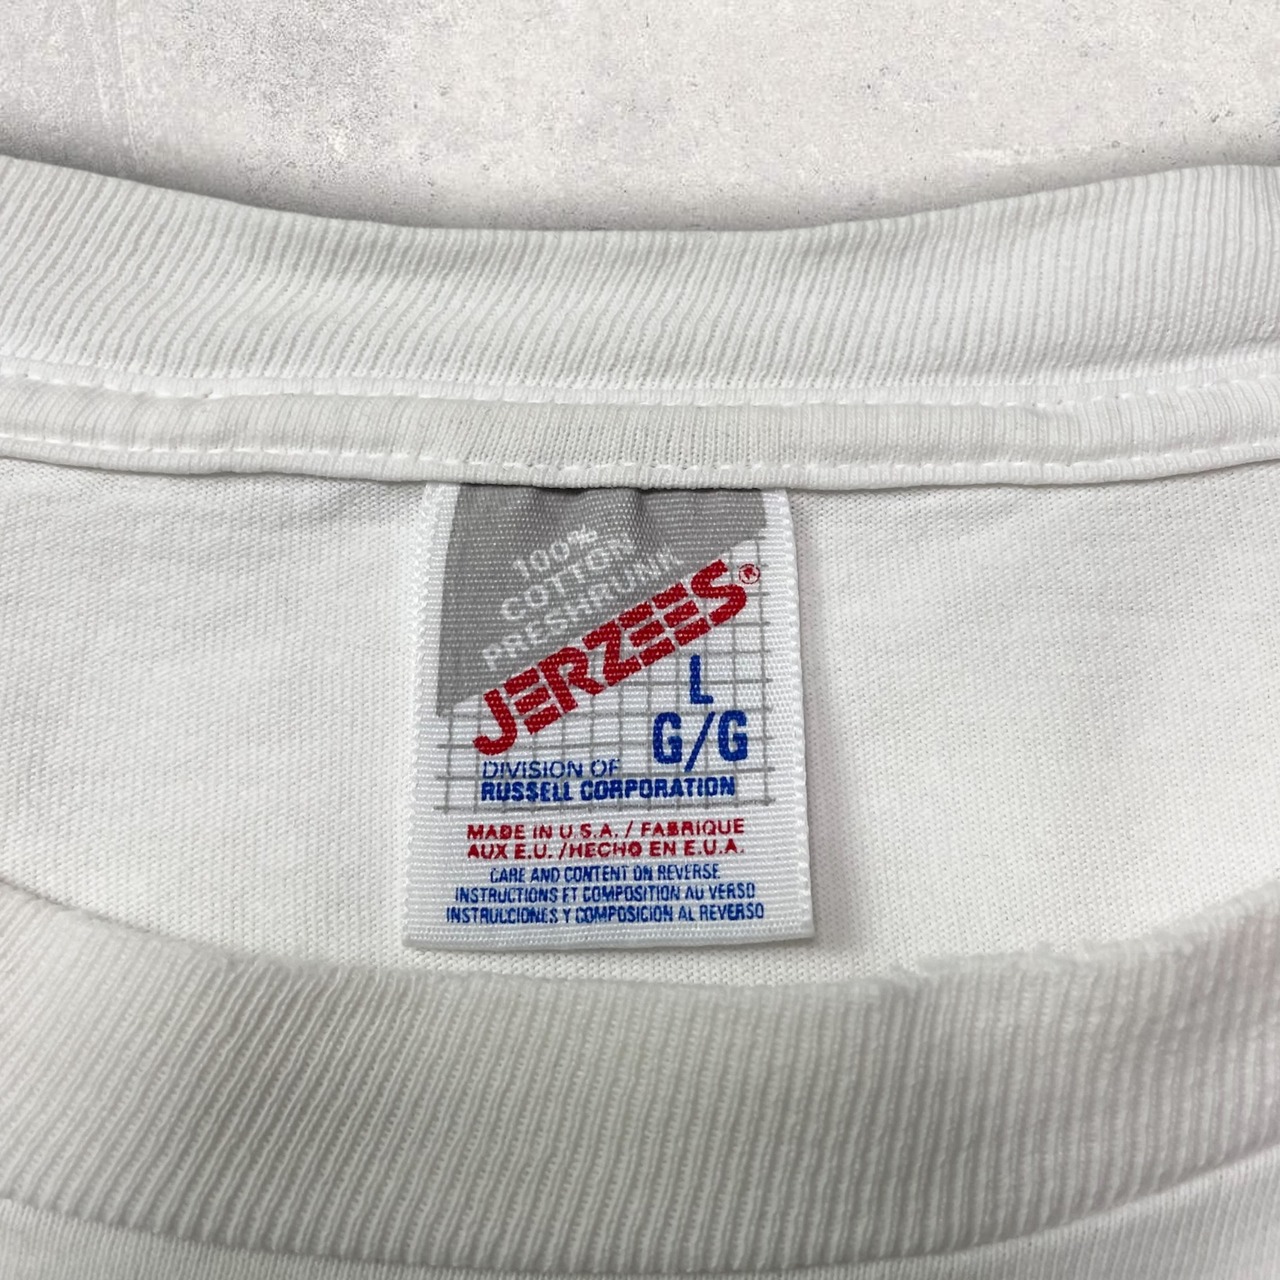 100%
COTTON
PRESHRUNK
JERZEES®
L
G/G
DIVISION OF
RUSSELL CORPORATION
MADE IN U.S.A. / FABRIQUE
AUX E.U. /HECHO EN E.U.A.
CARE AND CONTENT ON REVERSE
INSTRUCTIONS ET COMPOSITION AU VERSO
INSTRUCCIONES Y COMPOSICION AL REVERSO